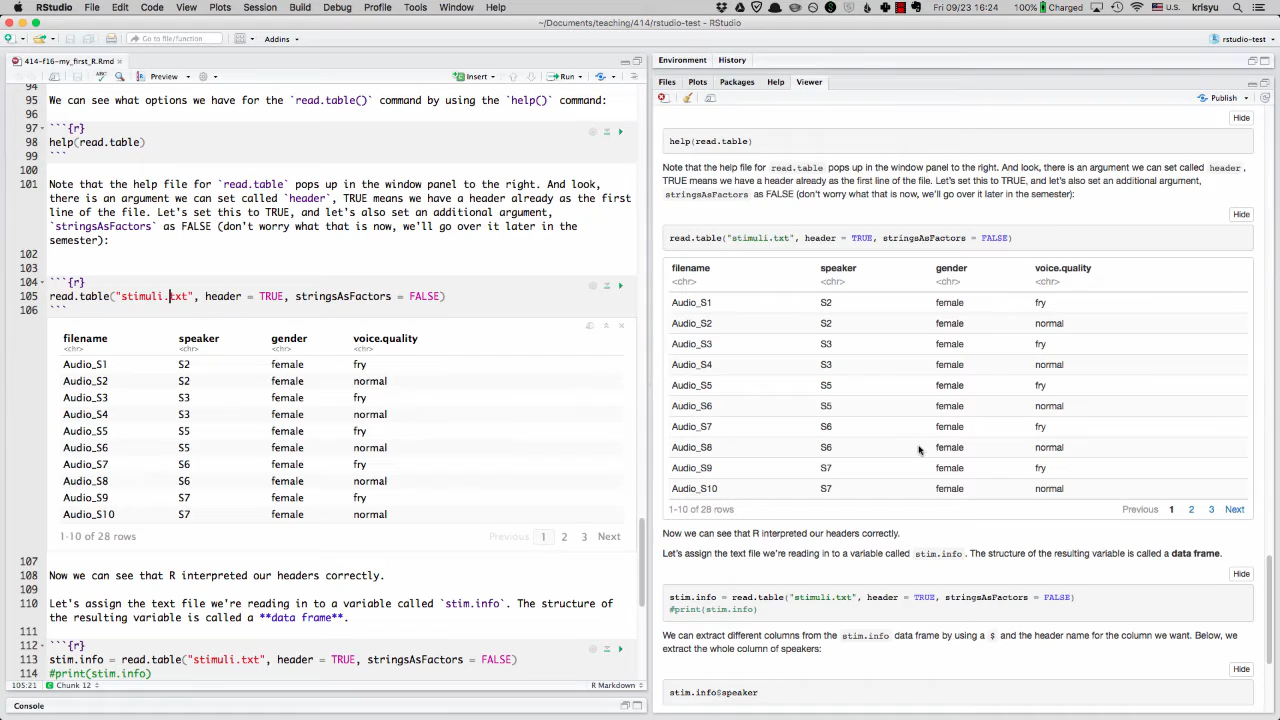 RStudio File Edit Code View Plots Session Build Debug Profile Tools Window Help
U.S. Fri 09/23 16:24 100% Charged krisyu
~/Documents/teaching/414/rstudio-test - RStudio
Go to file/function Addins rstudio-test
414-f16-my_first_R.Rmd
Preview Insert Run
94
95 We can see what options we have for the `read.table()` command by using the `help()` command:
96
97 ```{r}
98 help(read.table)
99 ```
100
101 Note that the help file for `read.table` pops up in the window panel to the right. And look,
there is an argument we can set called `header`, TRUE means we have a header already as the first
line of the file. Let's set this to TRUE, and let's also set an additional argument,
`stringsAsFactors` as FALSE (don't worry what that is now, we'll go over it later in the
semester):
102
103
104 ```{r}
105 read.table("stimuli.txt", header = TRUE, stringsAsFactors = FALSE)
106 ```
filename speaker gender voice.quality
<chr> <chr> <chr> <chr>
Audio_S1 S2 female fry
Audio_S2 S2 female normal
Audio_S3 S3 female fry
Audio_S4 S3 female normal
Audio_S5 S5 female fry
Audio_S6 S5 female normal
Audio_S7 S6 female fry
Audio_S8 S6 female normal
Audio_S9 S7 female fry
Audio_S10 S7 female normal
1-10 of 28 rows Previous 1 2 3 Next
107
108 Now we can see that R interpreted our headers correctly.
109
110 Let's assign the text file we're reading in to a variable called `stim.info`. The structure of
the resulting variable is called a **data frame**.
111
112 ```{r}
113 stim.info = read.table("stimuli.txt", header = TRUE, stringsAsFactors = FALSE)
114 #print(stim.info)
105:21 Chunk 12 R Markdown
Console
Environment History
Files Plots Packages Help Viewer
Publish
Hide
help(read.table)
Note that the help file for read.table pops up in the window panel to the right. And look, there is an argument we can set called header,
TRUE means we have a header already as the first line of the file. Let's set this to TRUE, and let's also set an additional argument,
stringsAsFactors as FALSE (don't worry what that is now, we'll go over it later in the semester):
Hide
read.table("stimuli.txt", header = TRUE, stringsAsFactors = FALSE)
filename speaker gender voice.quality
<chr> <chr> <chr> <chr>
Audio_S1 S2 female fry
Audio_S2 S2 female normal
Audio_S3 S3 female fry
Audio_S4 S3 female normal
Audio_S5 S5 female fry
Audio_S6 S5 female normal
Audio_S7 S6 female fry
Audio_S8 S6 female normal
Audio_S9 S7 female fry
Audio_S10 S7 female normal
1-10 of 28 rows Previous 1 2 3 Next
Now we can see that R interpreted our headers correctly.
Let's assign the text file we're reading in to a variable called stim.info. The structure of the resulting variable is called a data frame.
Hide
stim.info = read.table("stimuli.txt", header = TRUE, stringsAsFactors = FALSE)
#print(stim.info)
We can extract different columns from the stim.info data frame by using a $ and the header name for the column we want. Below, we
extract the whole column of speakers:
Hide
stim.info$speaker